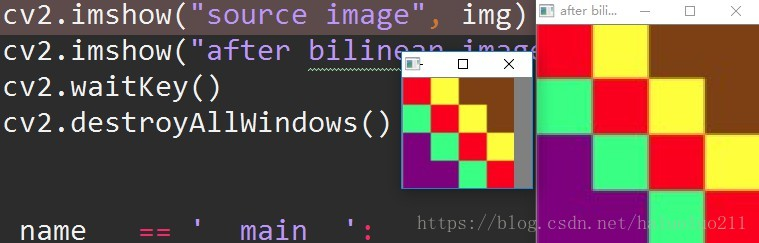 cv2.imshow("source image", img)
cv2.imshow("after bilinear image
cv2.waitKey()
cv2.destroyAllWindows()
after bili...
name == '__main__':
https://blog.csdn.net/